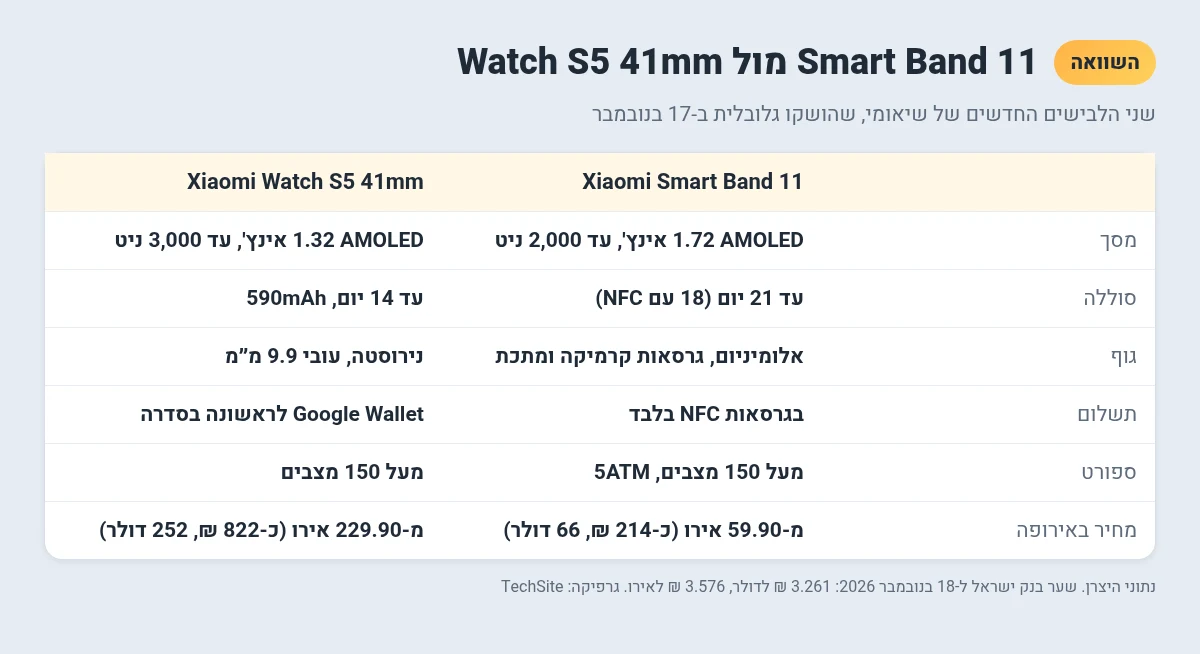 השוואה Smart Band 11 מול Watch S5 41mm
שני הלבישים החדשים של שיאומי, שהושקו גלובלית ב-17 בנובמבר
Xiaomi Smart Band 11 Xiaomi Watch S5 41mm
מסך 1.72 AMOLED אינץ', עד 2,000 ניט 1.32 AMOLED אינץ', עד 3,000 ניט
סוללה עד 21 יום (18 עם NFC) עד 14 יום, 590mAh
גוף אלומיניום, גרסאות קרמיקה ומתכת נירוסטה, עובי 9.9 מ״מ
תשלום בגרסאות NFC בלבד Google Wallet לראשונה בסדרה
ספורט מעל 150 מצבים, 5ATM מעל 150 מצבים
מחיר באירופה מ-59.90 אירו (כ-214 ₪, 66 דולר) מ-229.90 אירו (כ-822 ₪, 252 דולר)
נתוני היצרן. שער בנק ישראל ל-18 בנובמבר 2026: 3.261 ₪ לדולר, 3.576 ₪ לאירו. גרפיקה: TechSite